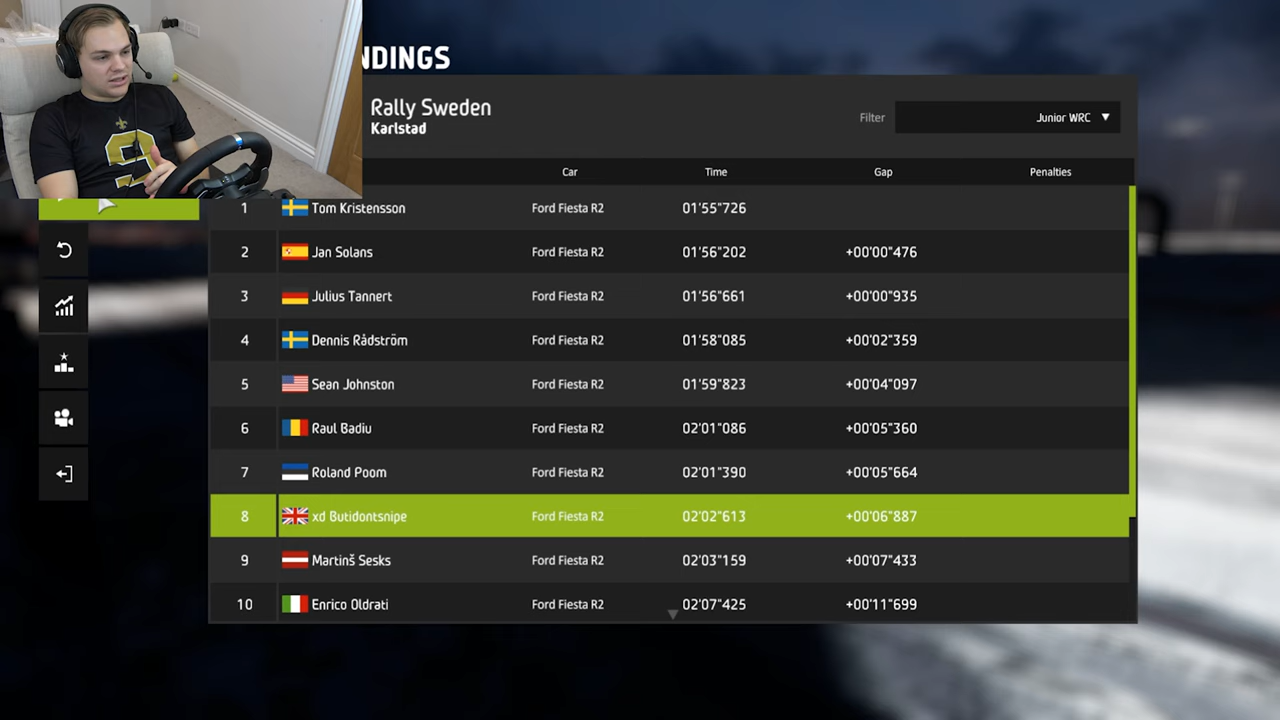 NDINGS
Rally Sweden
Karlstad
Filter
Junior WRC
Car Time Gap Penalties
1 Tom Kristensson Ford Fiesta R2 01'55"726
2 Jan Solans Ford Fiesta R2 01'56"202 +00'00"476
3 Julius Tannert Ford Fiesta R2 01'56"661 +00'00"935
4 Dennis Rådström Ford Fiesta R2 01'58"085 +00'02"359
5 Sean Johnston Ford Fiesta R2 01'59"823 +00'04"097
6 Raul Badiu Ford Fiesta R2 02'01"086 +00'05"360
7 Roland Poom Ford Fiesta R2 02'01"390 +00'05"664
8 xd Butidontsnipe Ford Fiesta R2 02'02"613 +00'06"887
9 Martinš Sesks Ford Fiesta R2 02'03"159 +00'07"433
10 Enrico Oldrati Ford Fiesta R2 02'07"425 +00'11"699